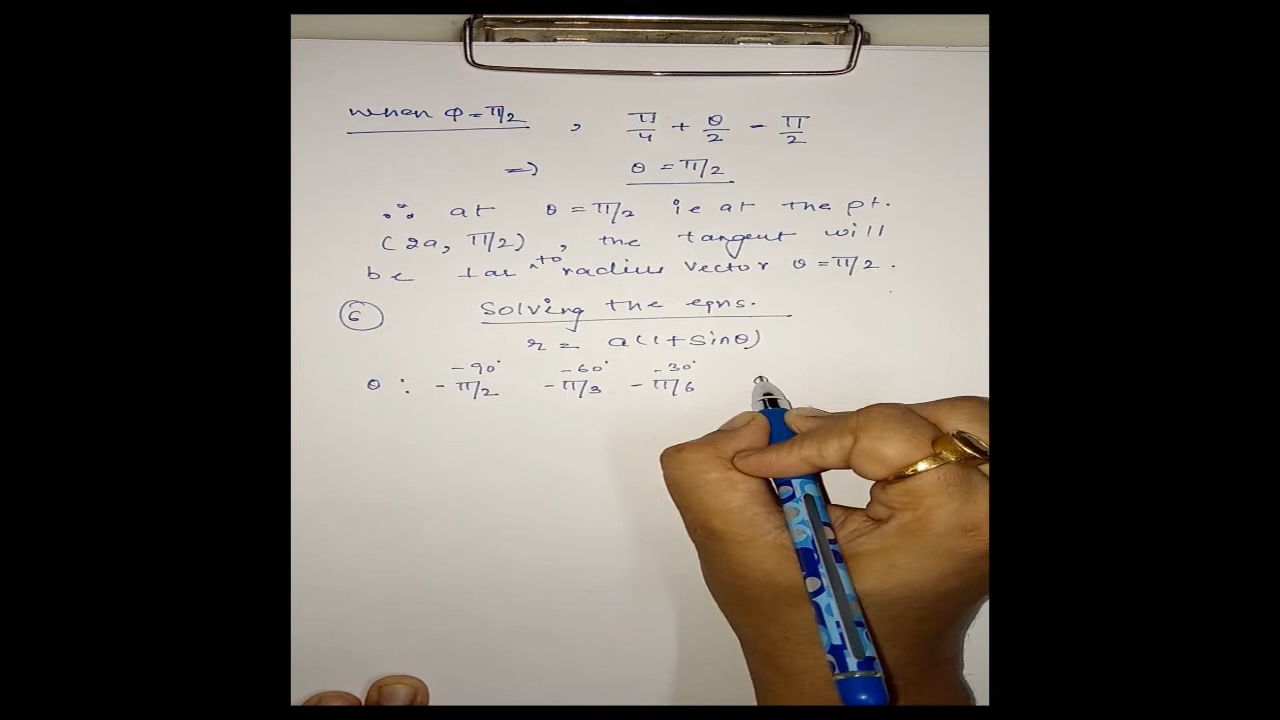 when φ = π/2 , π/4 + θ/2 - π/2
=> θ = π/2
∴ at θ = π/2 ie at the pt.
(2a, π/2) , the tangent will
be ⊥ar to radius vector θ = π/2 .
6 Solving the eqns.
r = a(1+sinθ)
-90° -60° -30°
θ : -π/2 -π/3 -π/6